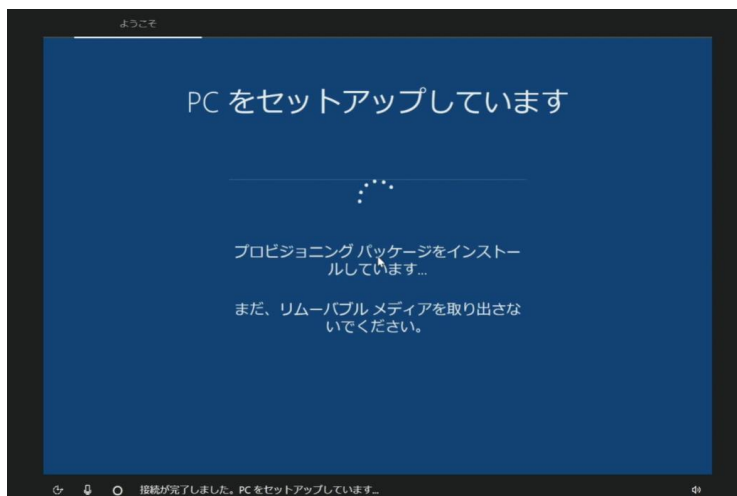 ようこそ
PC をセットアップしています
プロビジョニング パッケージをインストー
ルしています...
まだ、リムーバブル メディアを取り出さな
いでください。
接続が完了しました。PC をセットアップしています...